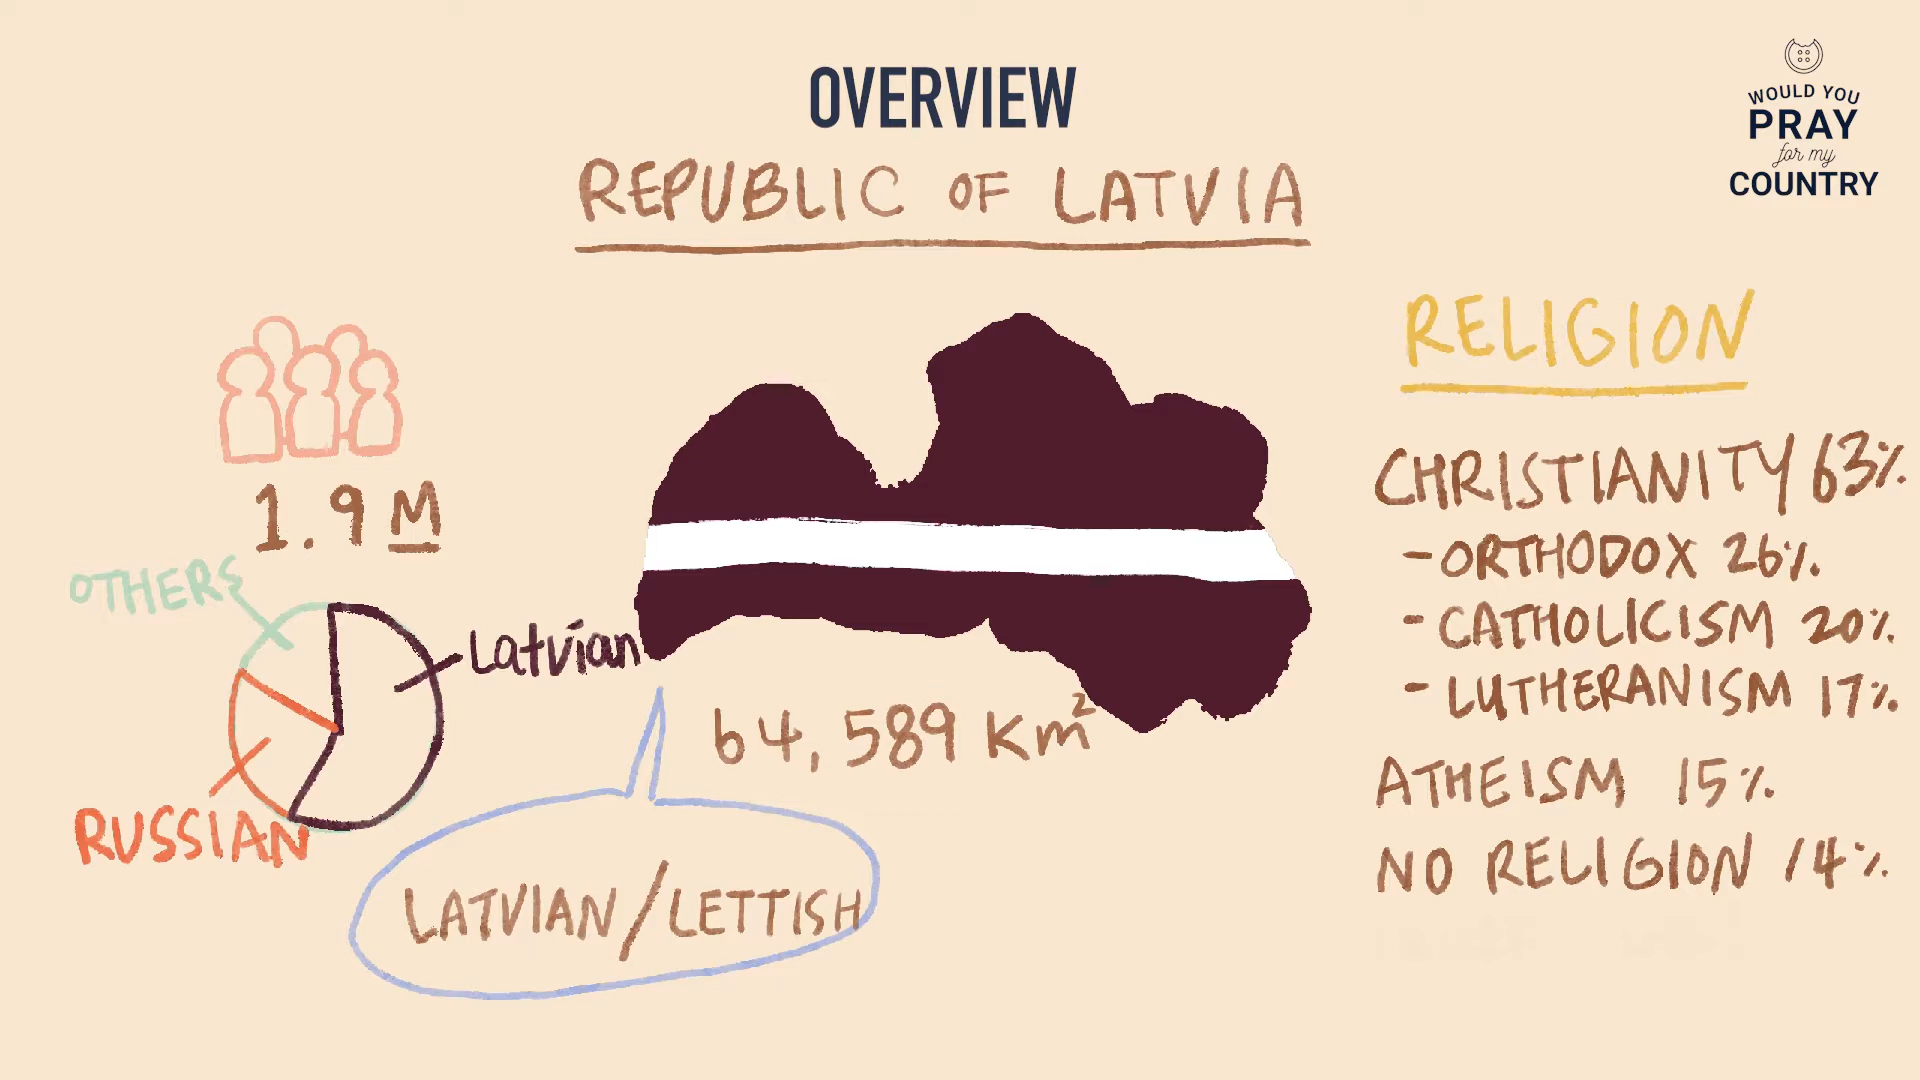 OVERVIEW
REPUBLIC OF LATVIA
WOULD YOU
PRAY
for my
COUNTRY
1.9 M
OTHERS
Latvian
RUSSIAN
64,589 Km²
LATVIAN/LETTISH
RELIGION
CHRISTIANITY 63%
-ORTHODOX 26%
-CATHOLICISM 20%
-LUTHERANISM 17%
ATHEISM 15%
NO RELIGION 14%